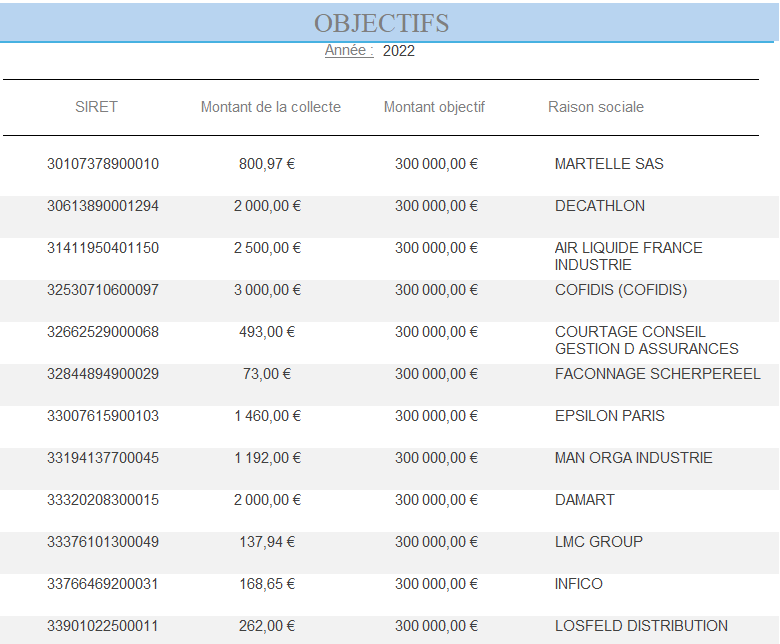 OBJECTIFS
Année : 2022
SIRET Montant de la collecte Montant objectif Raison sociale
30107378900010 800,97 € 300 000,00 € MARTELLE SAS
30613890001294 2 000,00 € 300 000,00 € DECATHLON
31411950401150 2 500,00 € 300 000,00 € AIR LIQUIDE FRANCE
INDUSTRIE
32530710600097 3 000,00 € 300 000,00 € COFIDIS (COFIDIS)
32662529000068 493,00 € 300 000,00 € COURTAGE CONSEIL
GESTION D ASSURANCES
32844894900029 73,00 € 300 000,00 € FACONNAGE SCHERPEREEL
33007615900103 1 460,00 € 300 000,00 € EPSILON PARIS
33194137700045 1 192,00 € 300 000,00 € MAN ORGA INDUSTRIE
33320208300015 2 000,00 € 300 000,00 € DAMART
33376101300049 137,94 € 300 000,00 € LMC GROUP
33766469200031 168,65 € 300 000,00 € INFICO
33901022500011 262,00 € 300 000,00 € LOSFELD DISTRIBUTION